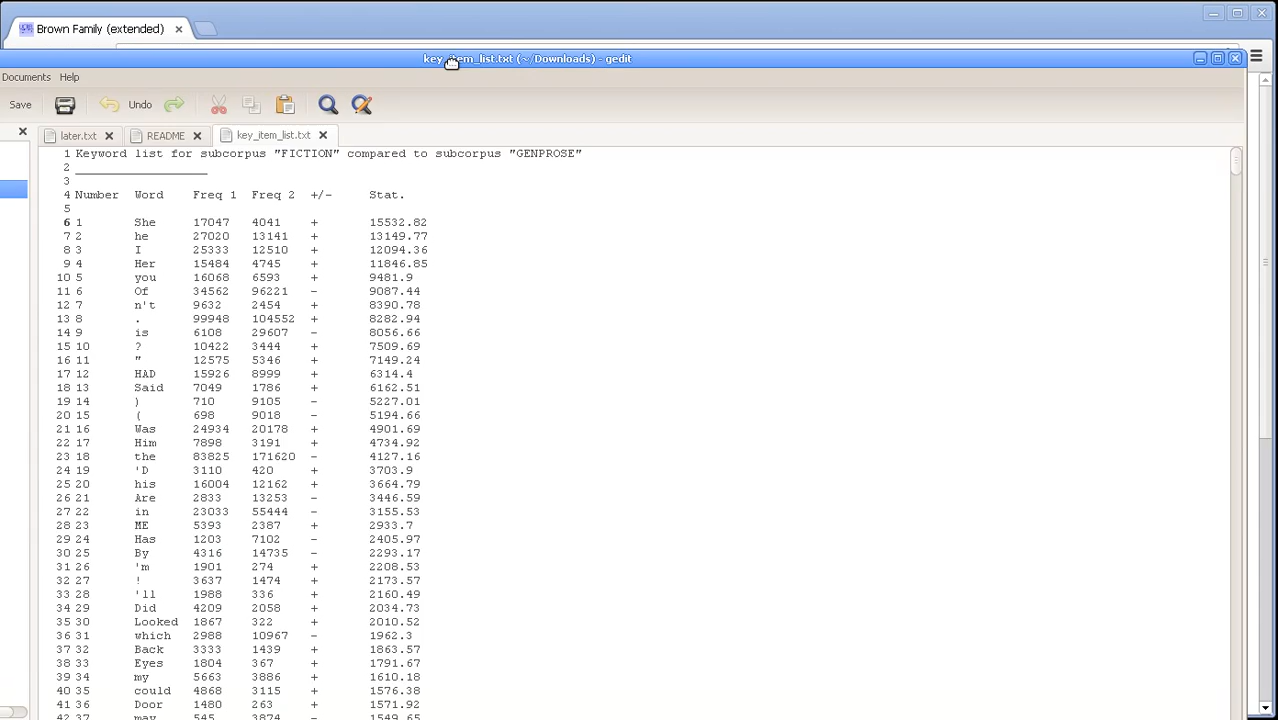 Brown Family (extended)
key_item_list.txt (~/Downloads) - gedit
Documents Help
Save Undo
later.txt README key_item_list.txt
1 Keyword list for subcorpus "FICTION" compared to subcorpus "GENPROSE"
2 ___________________
3
4 Number Word Freq 1 Freq 2 +/- Stat.
5
6 1 She 17047 4041 + 15532.82
7 2 he 27020 13141 + 13149.77
8 3 I 25333 12510 + 12094.36
9 4 Her 15484 4745 + 11846.85
10 5 you 16068 6593 + 9481.9
11 6 Of 34562 96221 - 9087.44
12 7 n't 9632 2454 + 8390.78
13 8 . 99948 104552 + 8282.94
14 9 is 6108 29607 - 8056.66
15 10 ? 10422 3444 + 7509.69
16 11 " 12575 5346 + 7149.24
17 12 HAD 15926 8999 + 6314.4
18 13 Said 7049 1786 + 6162.51
19 14 ) 710 9105 - 5227.01
20 15 ( 698 9018 - 5194.66
21 16 Was 24934 20178 + 4901.69
22 17 Him 7898 3191 + 4734.92
23 18 the 83825 171620 - 4127.16
24 19 'D 3110 420 + 3703.9
25 20 his 16004 12162 + 3664.79
26 21 Are 2833 13253 - 3446.59
27 22 in 23033 55444 - 3155.53
28 23 ME 5393 2387 + 2933.7
29 24 Has 1203 7102 - 2405.97
30 25 By 4316 14735 - 2293.17
31 26 'm 1901 274 + 2208.53
32 27 ! 3637 1474 + 2173.57
33 28 'll 1988 336 + 2160.49
34 29 Did 4209 2058 + 2034.73
35 30 Looked 1867 322 + 2010.52
36 31 which 2988 10967 - 1962.3
37 32 Back 3333 1439 + 1863.57
38 33 Eyes 1804 367 + 1791.67
39 34 my 5663 3886 + 1610.18
40 35 could 4868 3115 + 1576.38
41 36 Door 1480 263 + 1571.92
42 37 may 545 3874 - 1549.65